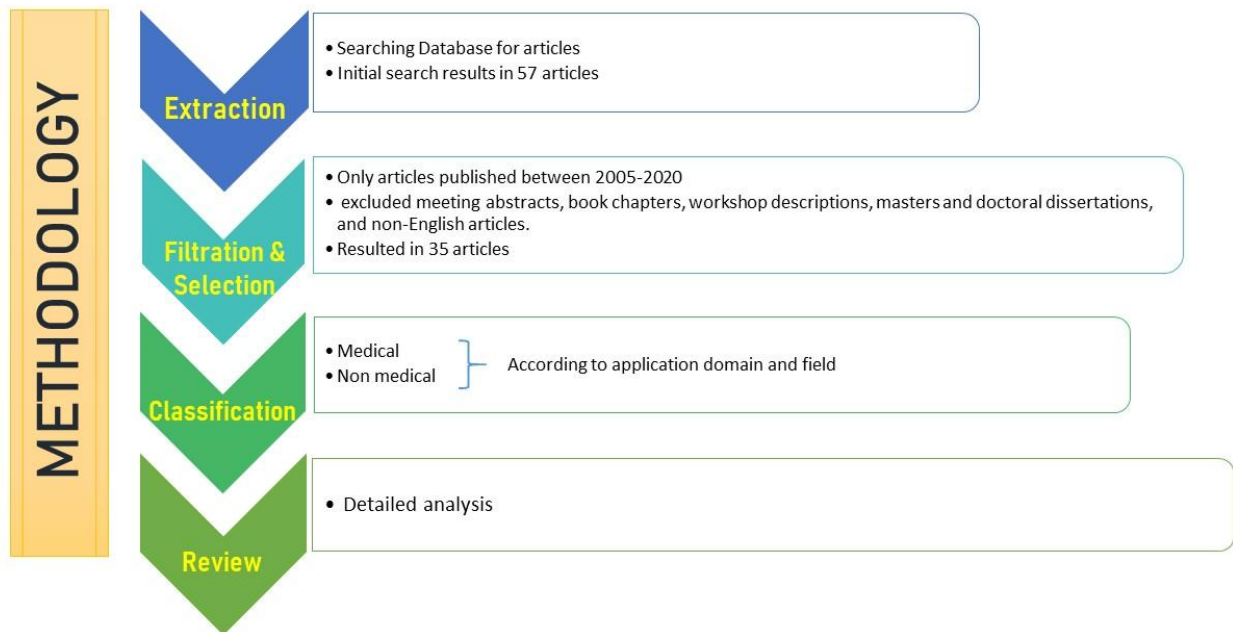 METHODOLOGY
Extraction
• Searching Database for articles
• Initial search results in 57 articles
Filtration &
Selection
• Only articles published between 2005-2020
• excluded meeting abstracts, book chapters, workshop descriptions, masters and doctoral dissertations,
and non-English articles.
• Resulted in 35 articles
Classification
• Medical
• Non medical
According to application domain and field
Review
• Detailed analysis